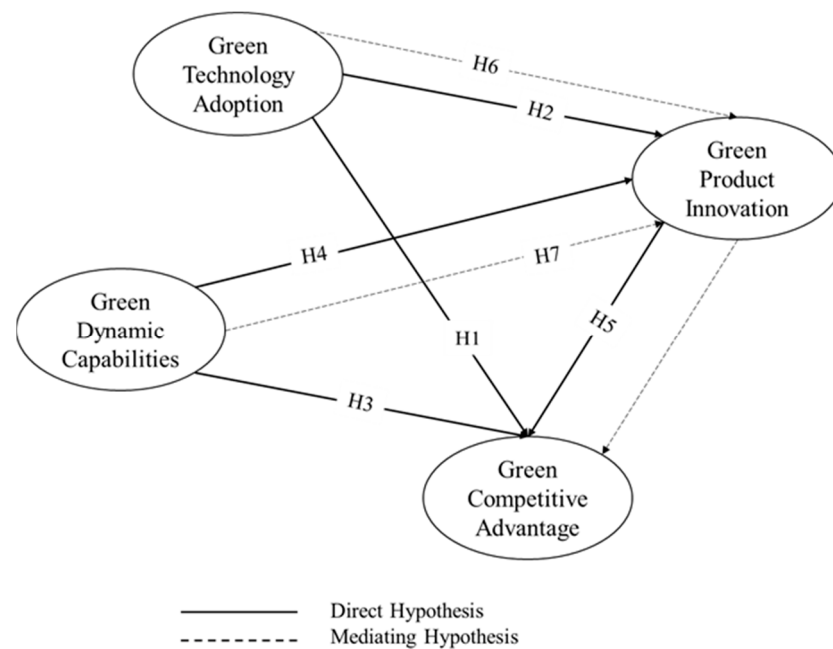 Green
Technology
Adoption
H6
H2
Green
Product
Innovation
H4
H7
Green
Dynamic
Capabilities
H1
H5
H3
Green
Competitive
Advantage
Direct Hypothesis
Mediating Hypothesis